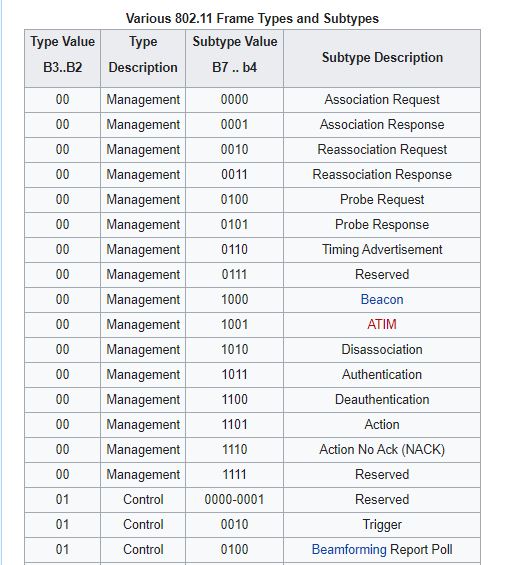 Various 802.11 Frame Types and Subtypes
Type Value B3..B2 Type Description Subtype Value B7 .. b4 Subtype Description
00 Management 0000 Association Request
00 Management 0001 Association Response
00 Management 0010 Reassociation Request
00 Management 0011 Reassociation Response
00 Management 0100 Probe Request
00 Management 0101 Probe Response
00 Management 0110 Timing Advertisement
00 Management 0111 Reserved
00 Management 1000 Beacon
00 Management 1001 ATIM
00 Management 1010 Disassociation
00 Management 1011 Authentication
00 Management 1100 Deauthentication
00 Management 1101 Action
00 Management 1110 Action No Ack (NACK)
00 Management 1111 Reserved
01 Control 0000-0001 Reserved
01 Control 0010 Trigger
01 Control 0100 Beamforming Report Poll